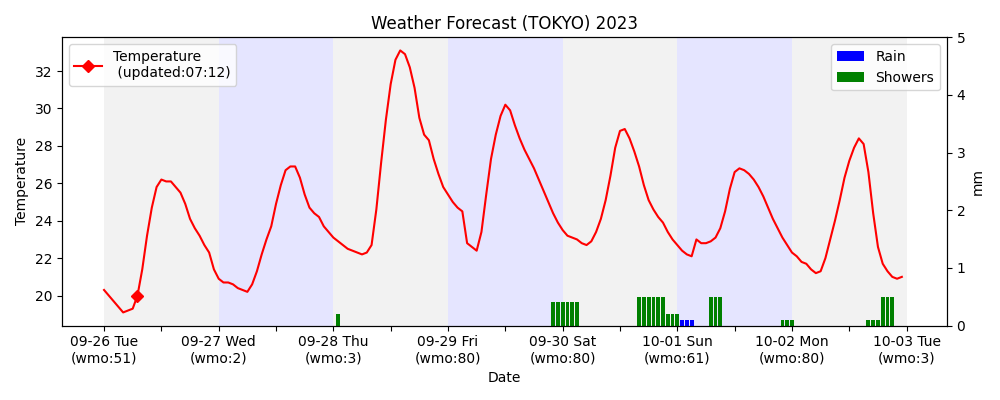 Weather Forecast (TOKYO) 2023
Temperature
(updated:07:12)
Rain
Showers
Temperature
32
30
28
26
24
22
20
5
4
3
2
1
0
mm
09-26 Tue
(wmo:51)
09-27 Wed
(wmo:2)
09-28 Thu
(wmo:3)
09-29 Fri
(wmo:80)
09-30 Sat
(wmo:80)
10-01 Sun
(wmo:61)
10-02 Mon
(wmo:80)
10-03 Tue
(wmo:3)
Date